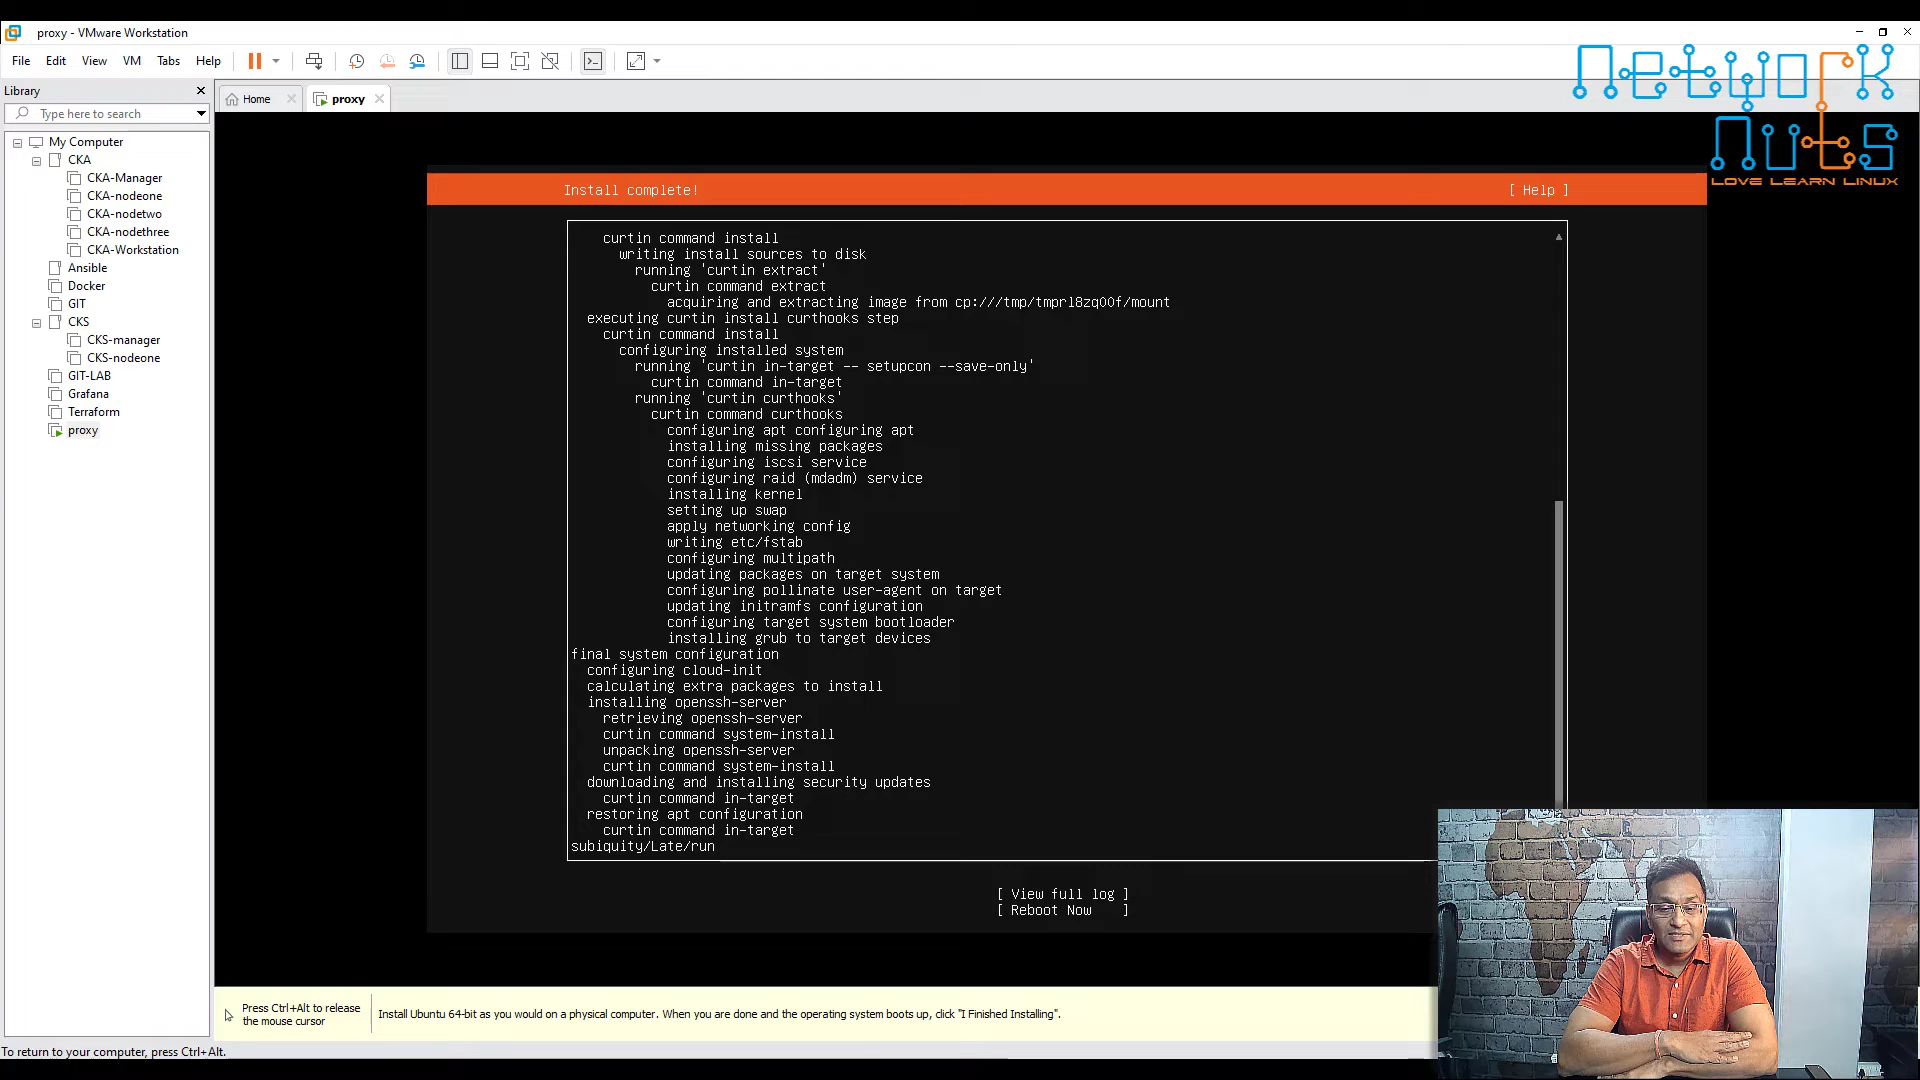 proxy - VMware Workstation
File Edit View VM Tabs Help
Library
Type here to search
My Computer
CKA
CKA-Manager
CKA-nodeone
CKA-nodetwo
CKA-nodethree
CKA-Workstation
Ansible
Docker
GIT
CKS
CKS-manager
CKS-nodeone
GIT-LAB
Grafana
Terraform
proxy
Home proxy
Network
Nuts
LOVE LEARN LINUX
Install complete! [ Help ]
curtin command install
writing install sources to disk
running 'curtin extract'
curtin command extract
acquiring and extracting image from cp:///tmp/tmprl8zq00f/mount
executing curtin install curthooks step
curtin command install
configuring installed system
running 'curtin in-target -- setupcon --save-only'
curtin command in-target
running 'curtin curthooks'
curtin command curthooks
configuring apt configuring apt
installing missing packages
configuring iscsi service
configuring raid (mdadm) service
installing kernel
setting up swap
apply networking config
writing etc/fstab
configuring multipath
updating packages on target system
configuring pollinate user-agent on target
updating initramfs configuration
configuring target system bootloader
installing grub to target devices
final system configuration
configuring cloud-init
calculating extra packages to install
installing openssh-server
retrieving openssh-server
curtin command system-install
unpacking openssh-server
curtin command system-install
downloading and installing security updates
curtin command in-target
restoring apt configuration
curtin command in-target
subiquity/Late/run
[ View full log ]
[ Reboot Now ]
Press Ctrl+Alt to release
the mouse cursor
Install Ubuntu 64-bit as you would on a physical computer. When you are done and the operating system boots up, click "I Finished Installing".
To return to your computer, press Ctrl+Alt.